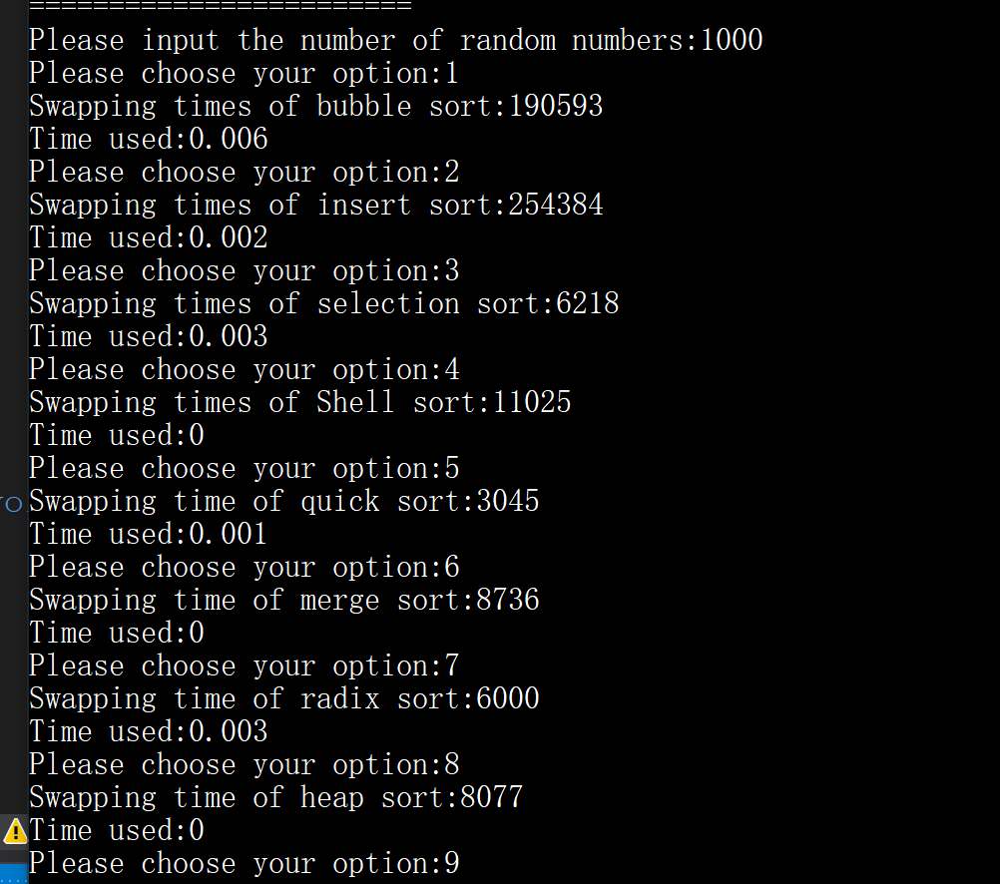 ========================
Please input the number of random numbers:1000
Please choose your option:1
Swapping times of bubble sort:190593
Time used:0.006
Please choose your option:2
Swapping times of insert sort:254384
Time used:0.002
Please choose your option:3
Swapping times of selection sort:6218
Time used:0.003
Please choose your option:4
Swapping times of Shell sort:11025
Time used:0
Please choose your option:5
Swapping time of quick sort:3045
Time used:0.001
Please choose your option:6
Swapping time of merge sort:8736
Time used:0
Please choose your option:7
Swapping time of radix sort:6000
Time used:0.003
Please choose your option:8
Swapping time of heap sort:8077
Time used:0
Please choose your option:9